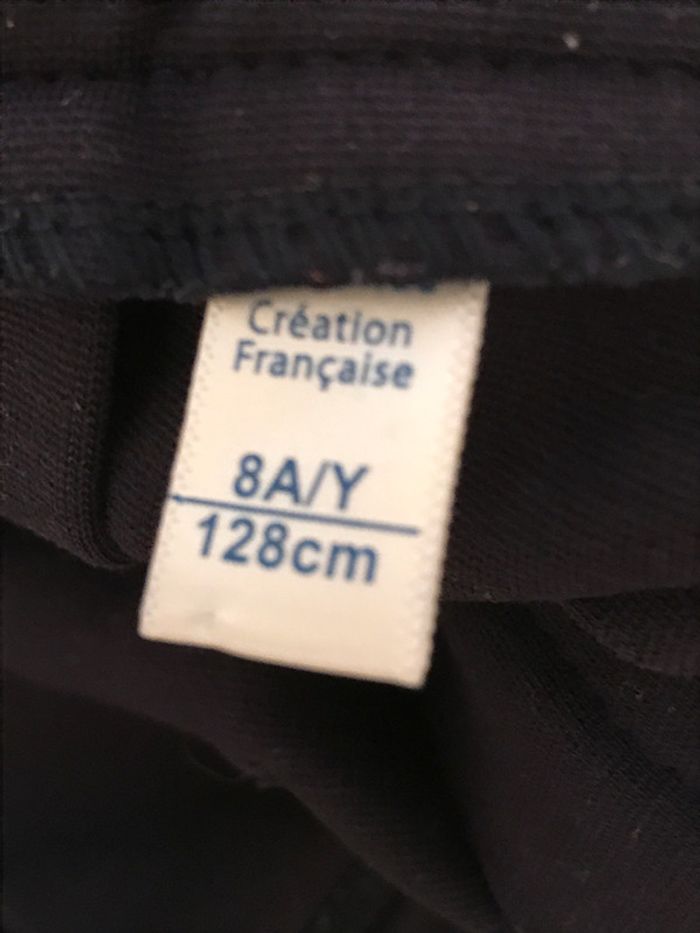 Création
Française
8A/Y
128cm